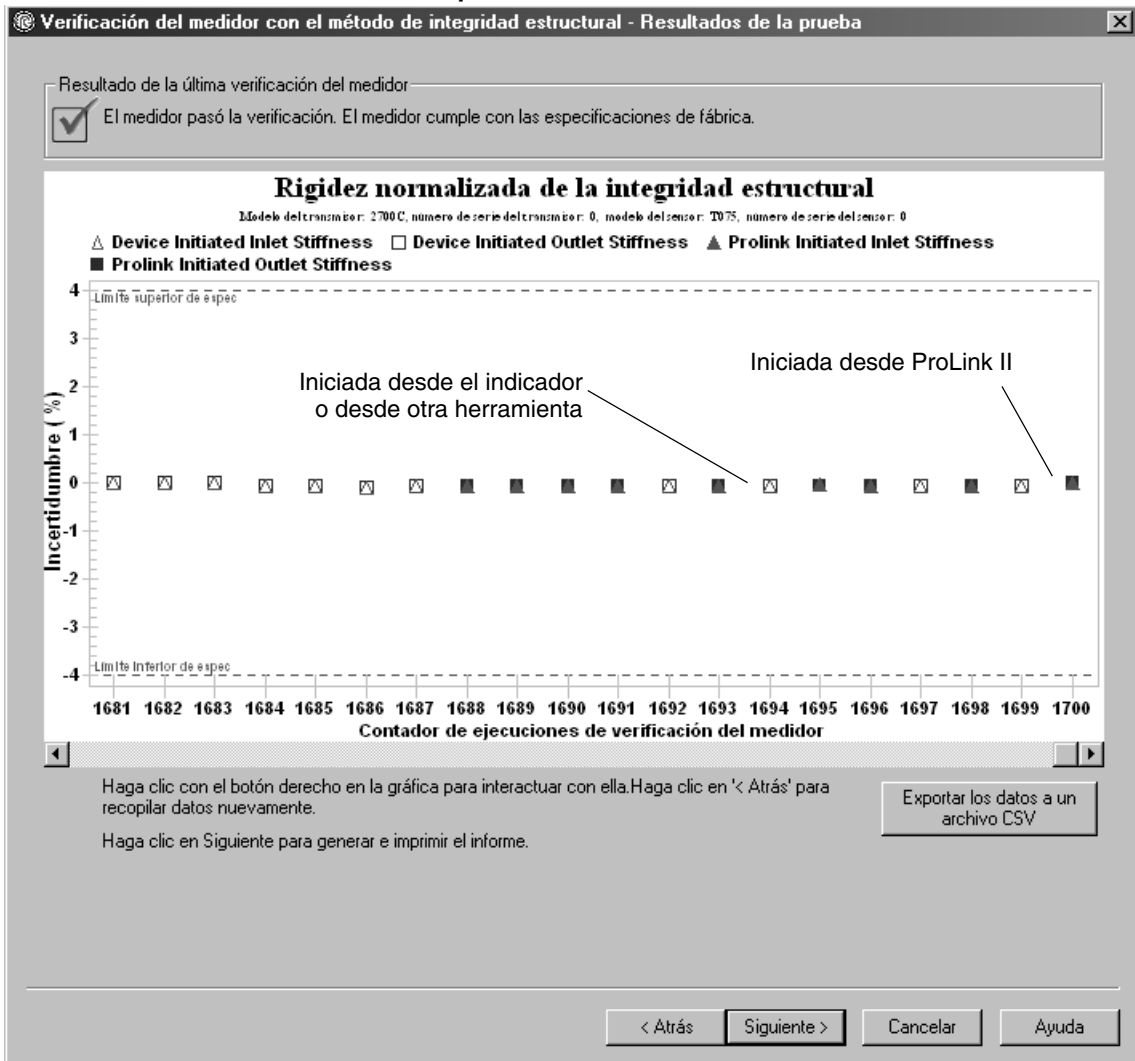 Verificación del medidor con el método de integridad estructural - Resultados de la prueba
Resultado de la última verificación del medidor
El medidor pasó la verificación. El medidor cumple con las especificaciones de fábrica.
Rigidez normalizada de la integridad estructural
Modelo del transmisor: 2700C, número de serie del transmisor: 0, modelo del sensor: T075, número de serie del sensor: 0
Device Initiated Inlet Stiffness Device Initiated Outlet Stiffness Prolink Initiated Inlet Stiffness
Prolink Initiated Outlet Stiffness
Límite superior de espec
Iniciada desde ProLink II
Iniciada desde el indicador
o desde otra herramienta
Incertidumbre ( %)
4
3
2
1
0
-1
-2
-3
-4
Límite Inferior de espec
1681 1682 1683 1684 1685 1686 1687 1688 1689 1690 1691 1692 1693 1694 1695 1696 1697 1698 1699 1700
Contador de ejecuciones de verificación del medidor
Haga clic con el botón derecho en la gráfica para interactuar con ella.Haga clic en '< Atrás' para
recopilar datos nuevamente.
Haga clic en Siguiente para generar e imprimir el informe.
Exportar los datos a un
archivo CSV
< Atrás
Siguiente >
Cancelar
Ayuda